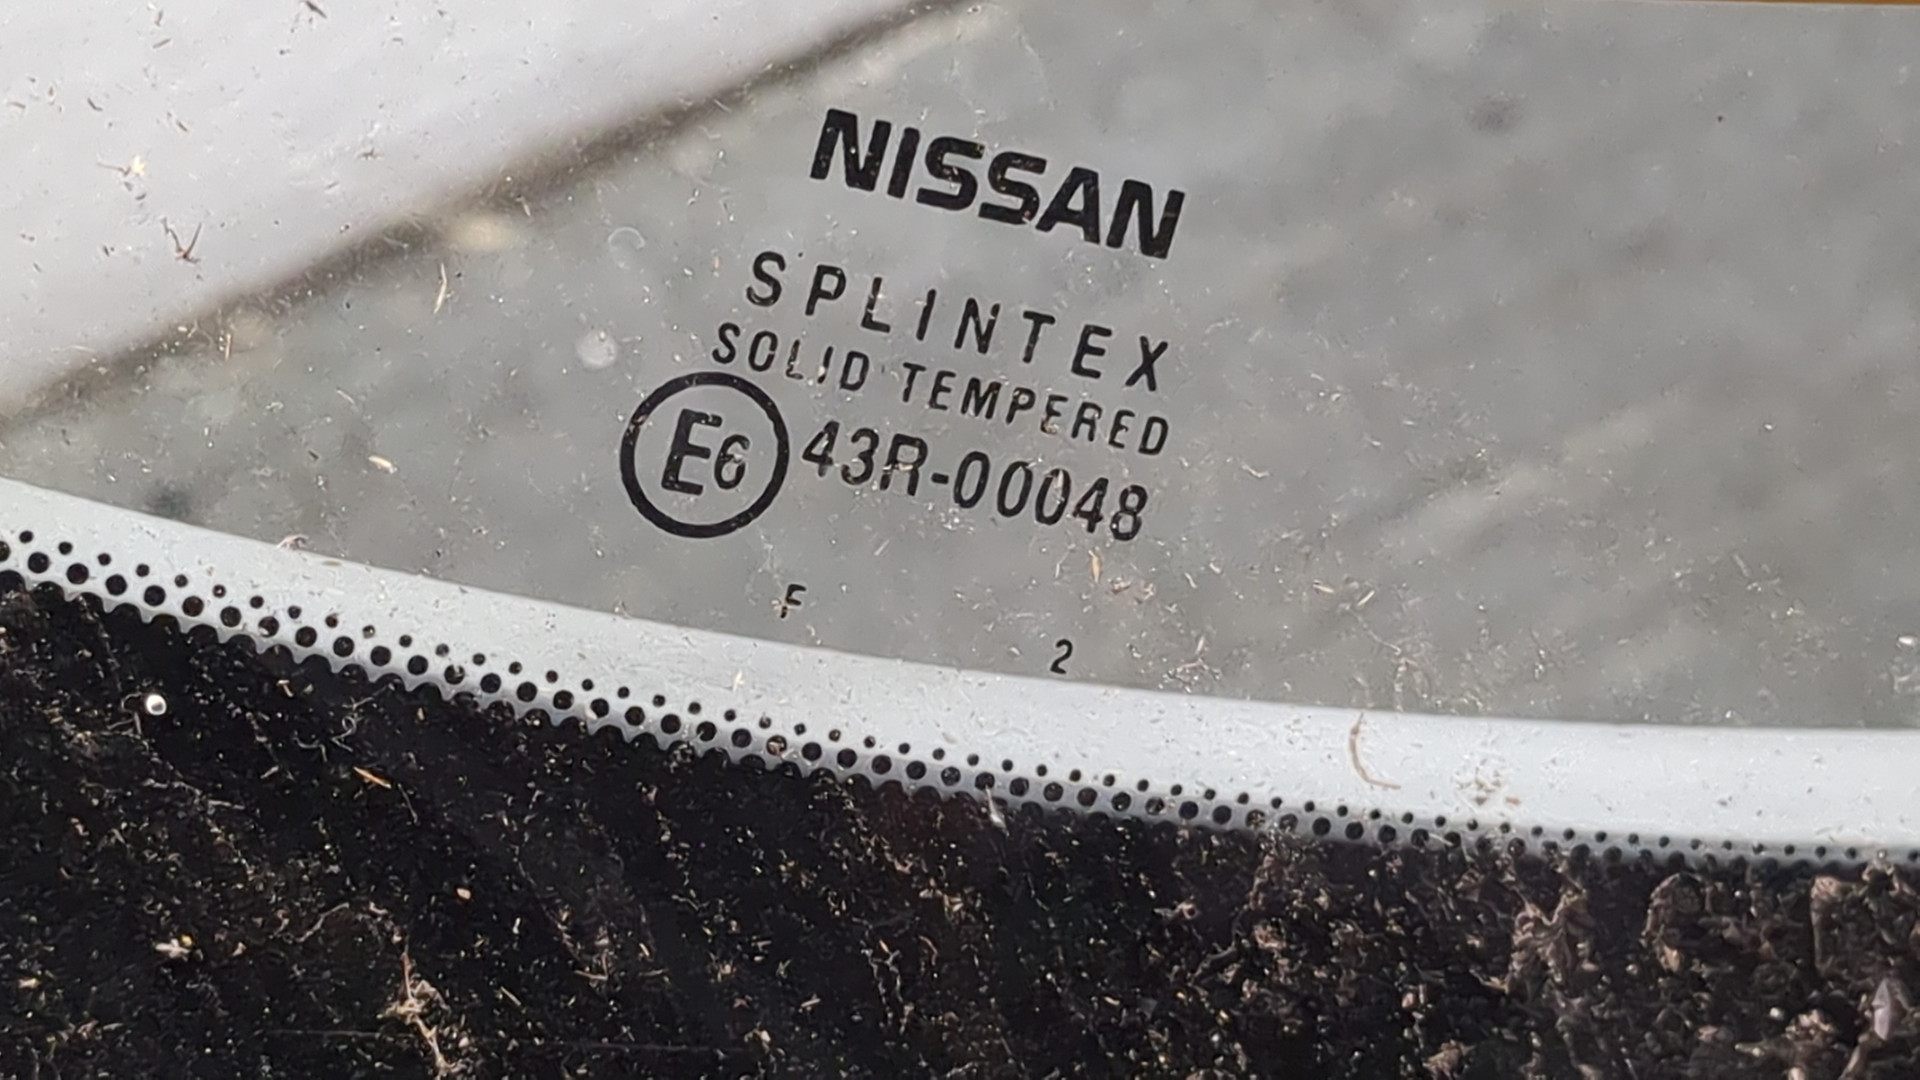 NISSAN
SPLINTEX
SOLID TEMPERED
E6 43R-00048
F
2